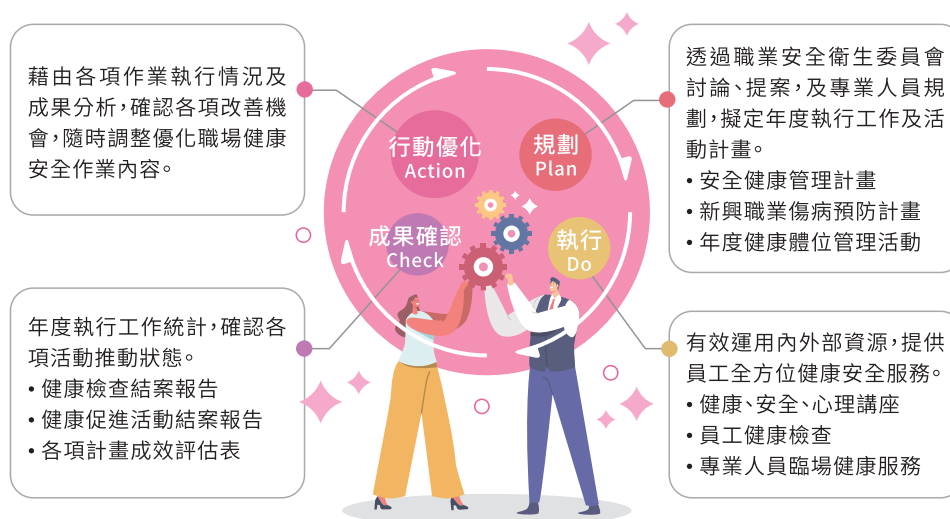 藉由各項作業執行情況及
成果分析，確認各項改善機
會，隨時調整優化職場健康
安全作業內容。
行動優化
Action
規劃
Plan
透過職業安全衛生委員會
討論、提案，及專業人員規
劃，擬定年度執行工作及活
動計畫。
• 安全健康管理計畫
• 新興職業傷病預防計畫
• 年度健康體位管理活動
成果確認
Check
執行
Do
年度執行工作統計，確認各
項活動推動狀態。
• 健康檢查結案報告
• 健康促進活動結案報告
• 各項計畫成效評估表
有效運用內外部資源，提供
員工全方位健康安全服務。
• 健康、安全、心理講座
• 員工健康檢查
• 專業人員臨場健康服務